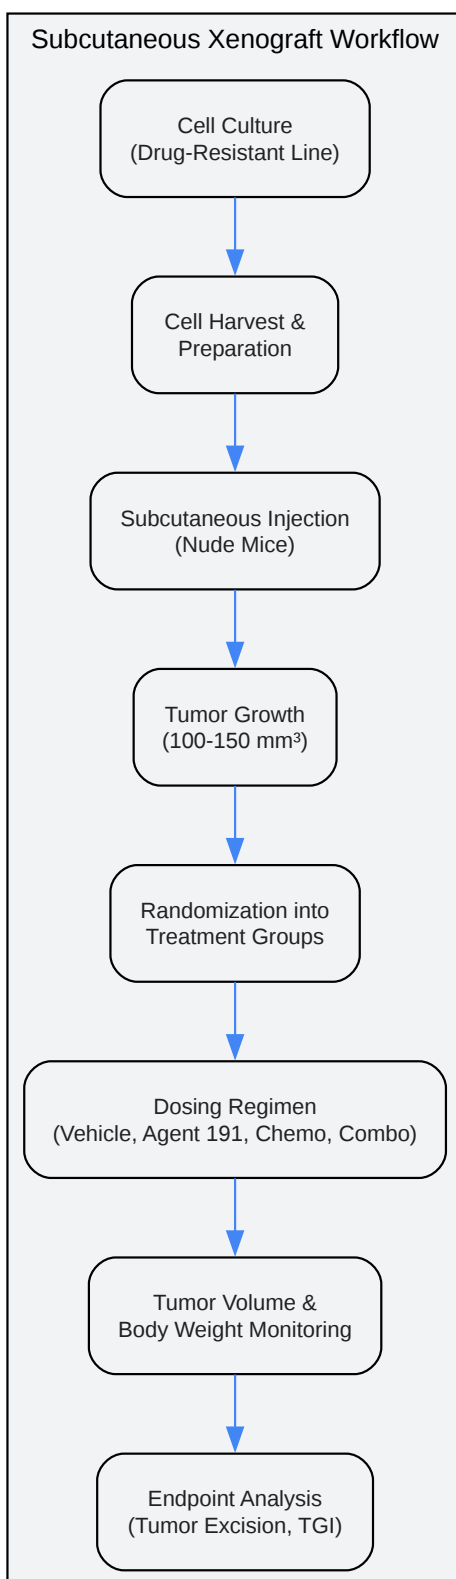 Subcutaneous Xenograft Workflow
Cell Culture
(Drug-Resistant Line)
Cell Harvest &
Preparation
Subcutaneous Injection
(Nude Mice)
Tumor Growth
(100-150 mm³)
Randomization into
Treatment Groups
Dosing Regimen
(Vehicle, Agent 191, Chemo, Combo)
Tumor Volume &
Body Weight Monitoring
Endpoint Analysis
(Tumor Excision, TGI)